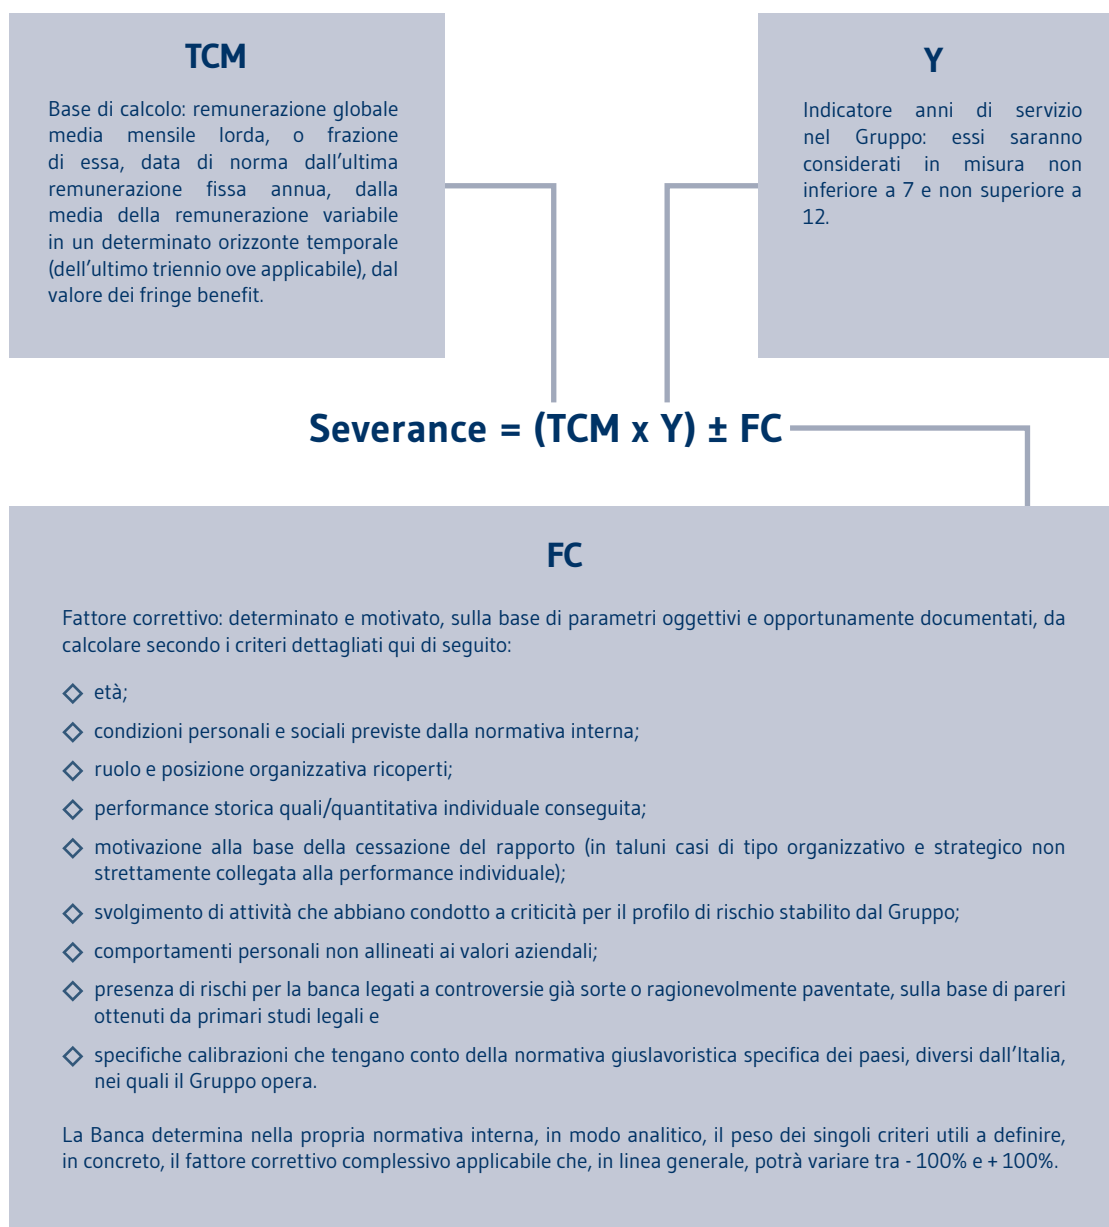 TCM
Base di calcolo: remunerazione globale
media mensile lorda, o frazione
di essa, data di norma dall'ultima
remunerazione fissa annua, dalla
media della remunerazione variabile
in un determinato orizzonte temporale
(dell'ultimo triennio ove applicabile), dal
valore dei fringe benefit.
Y
Indicatore anni di servizio
nel Gruppo: essi saranno
considerati in misura non
inferiore a 7 e non superiore a
12.
Severance = (TCM x Y) ± FC
FC
Fattore correttivo: determinato e motivato, sulla base di parametri oggettivi e opportunamente documentati, da
calcolare secondo i criteri dettagliati qui di seguito:
età;
condizioni personali e sociali previste dalla normativa interna;
ruolo e posizione organizzativa ricoperti;
performance storica quali/quantitativa individuale conseguita;
motivazione alla base della cessazione del rapporto (in taluni casi di tipo organizzativo e strategico non
strettamente collegata alla performance individuale);
svolgimento di attività che abbiano condotto a criticità per il profilo di rischio stabilito dal Gruppo;
comportamenti personali non allineati ai valori aziendali;
presenza di rischi per la banca legati a controversie già sorte o ragionevolmente paventate, sulla base di pareri
ottenuti da primari studi legali e
specifiche calibrazioni che tengano conto della normativa giuslavoristica specifica dei paesi, diversi dall'Italia,
nei quali il Gruppo opera.
La Banca determina nella propria normativa interna, in modo analitico, il peso dei singoli criteri utili a definire,
in concreto, il fattore correttivo complessivo applicabile che, in linea generale, potrà variare tra - 100% e + 100%.